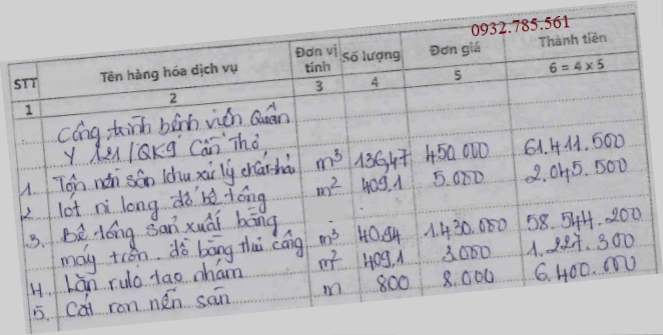 0932.785.561
STT Tên hàng hóa dịch vụ Đơn vị tính Số lượng Đơn giá Thành tiền
1 2 3 4 5 6 = 4 x 5
Công trình bệnh viện Quân
Y 121/QK9 Cần Thơ,
1. Tôn nền sân khu xử lý chất thải m³ 136,47 450.000 61.411.500
2. lót ni long đổ bê tông m² 409,1 5.000 2.045.500
3. Bê tông sản xuất bằng
máy trộn đổ bằng thủ công m³ 40.94 1.430.000 58.544.200
4. Lăn rulo tạo nhám m² 409,1 3.000 1.227.300
5. Cắt ron nền sân m 800 8.000 6.400.000